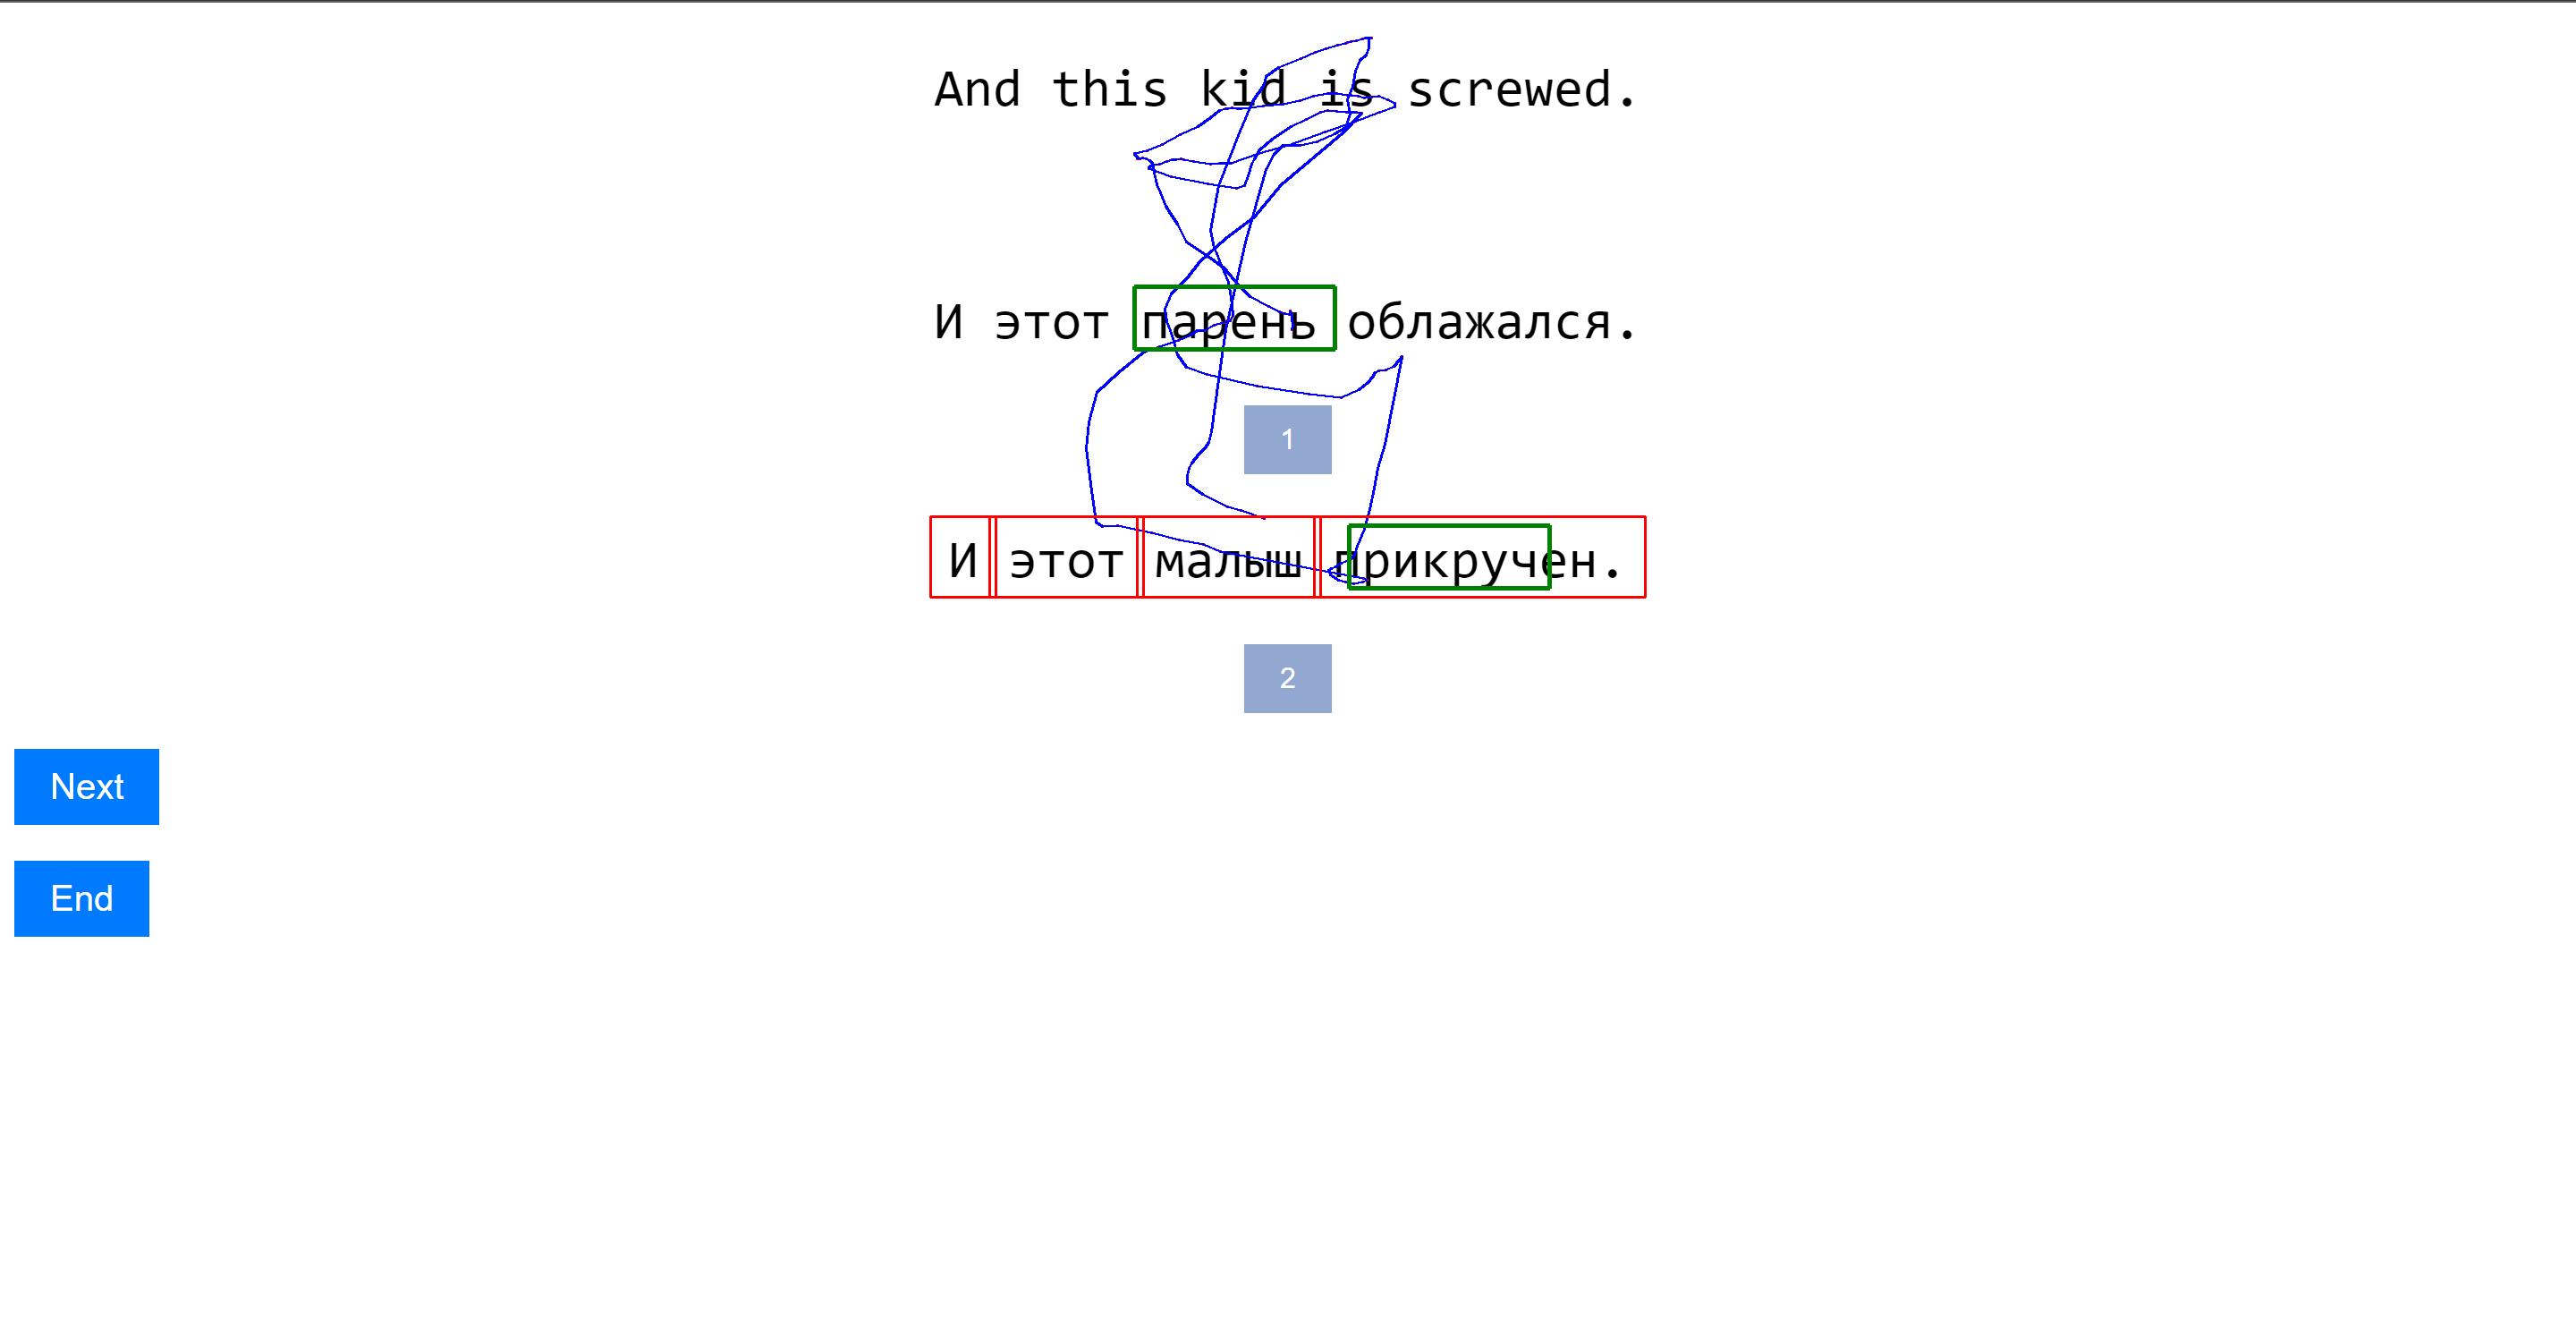 And this kid is screwed.
И этот парень облажался.
1
И этот малыш прикручен.
2
Next
End